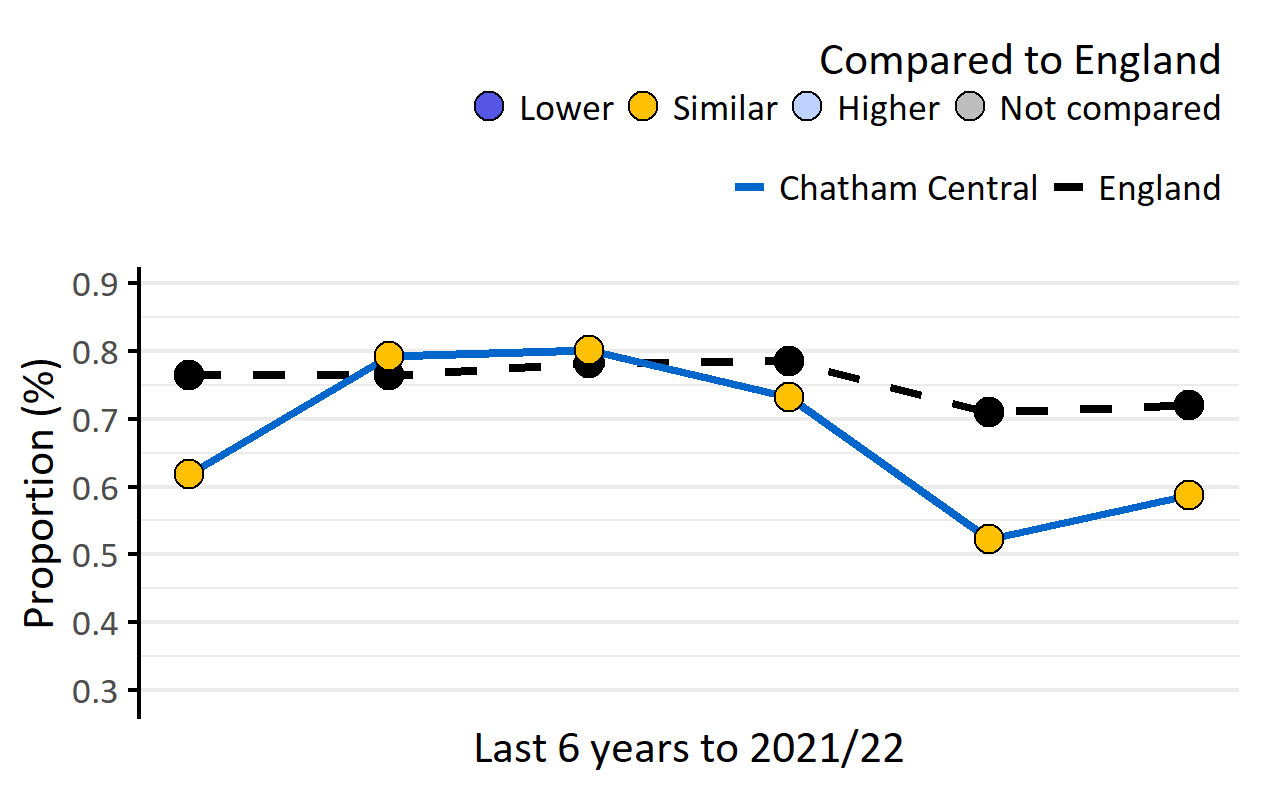 Compared to England
Lower Similar Higher Not compared
Chatham Central England
0.9
0.8
0.7
0.6
0.5
0.4
0.3
Proportion (%)
Last 6 years to 2021/22